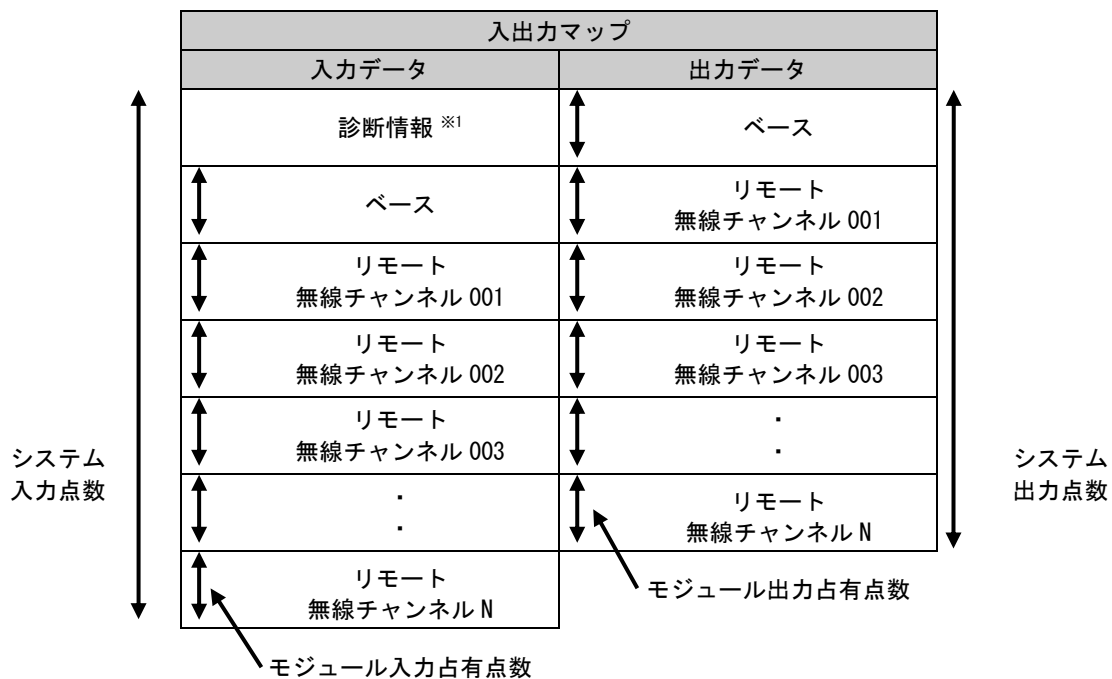 入出力マップ
入力データ
出力データ
診断情報 ※1
ベース
ベース
リモート
無線チャンネル 001
リモート
無線チャンネル 001
リモート
無線チャンネル 002
リモート
無線チャンネル 002
リモート
無線チャンネル 003
リモート
無線チャンネル 003
・
・
システム
入力点数
システム
出力点数
・
・
リモート
無線チャンネル N
リモート
無線チャンネル N
モジュール出力占有点数
モジュール入力占有点数